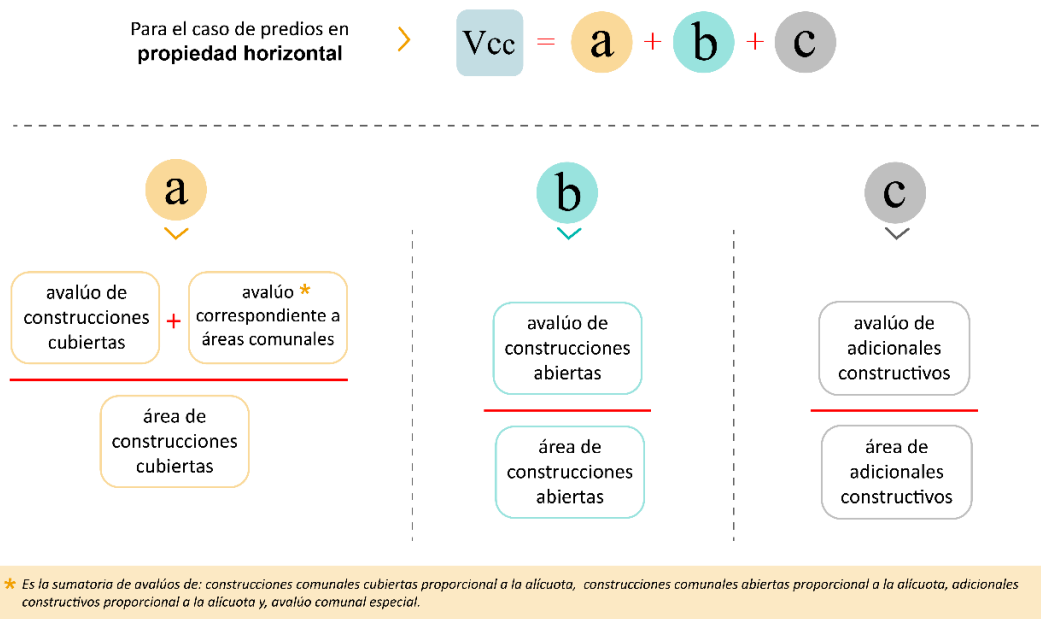 Para el caso de predios en
propiedad horizontal
Vcc = a + b + c
a
avalúo de
construcciones
cubiertas
+
avalúo *
correspondiente a
áreas comunales
área de
construcciones
cubiertas
b
avalúo de
construcciones
abiertas
área de
construcciones
abiertas
c
avalúo de
adicionales
constructivos
área de
adicionales
constructivos
* Es la sumatoria de avalúos de: construcciones comunales cubiertas proporcional a la alícuota, construcciones comunales abiertas proporcional a la alícuota, adicionales
constructivos proporcional a la alícuota y, avalúo comunal especial.